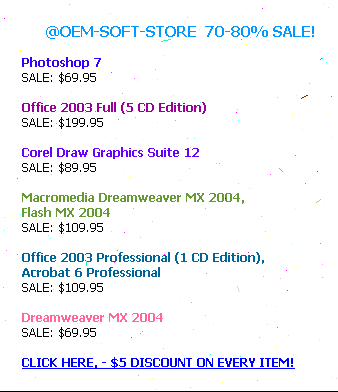 @OEM-SOFT-STORE 70-80% SALE!
Photoshop 7
SALE: $69.95
Office 2003 Full (5 CD Edition)
SALE: $199.95
Corel Draw Graphics Suite 12
SALE: $89.95
Macromedia Dreamweaver MX 2004,
Flash MX 2004
SALE: $109.95
Office 2003 Professional (1 CD Edition),
Acrobat 6 Professional
SALE: $109.95
Dreamweaver MX 2004
SALE: $69.95
CLICK HERE, - $5 DISCOUNT ON EVERY ITEM!